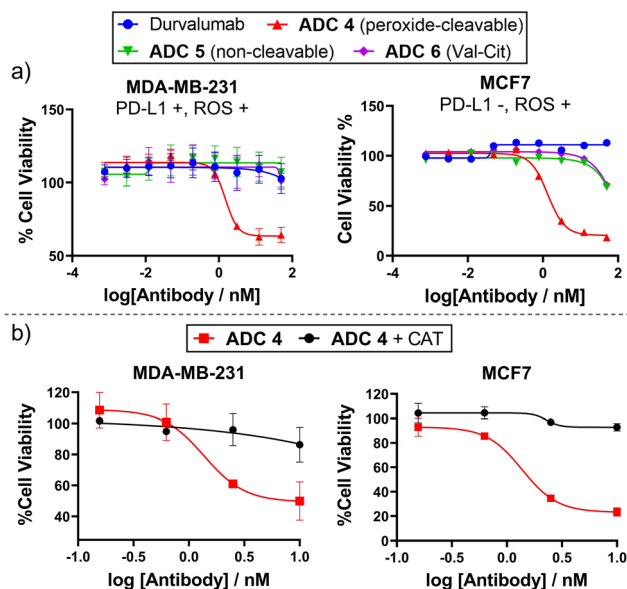 Durvalumab
ADC 4 (peroxide-cleavable)
ADC 5 (non-cleavable)
ADC 6 (Val-Cit)
a)
MDA-MB-231
PD-L1 +, ROS +
% Cell Viability
150
100
50
-4
-2
0
2
log[Antibody / nM]
MCF7
PD-L1 -, ROS +
Cell Viability %
150
100
50
0
-4
-2
0
2
log[Antibody / nM]
b)
ADC 4
ADC 4 + CAT
MDA-MB-231
%Cell Viability
120
100
80
60
40
-1.0
-0.5
0.0
0.5
1.0
log [Antibody] / nM
MCF7
%Cell Viability
120
100
80
60
40
20
0
-1.0
-0.5
0.0
0.5
1.0
log [Antibody] / nM